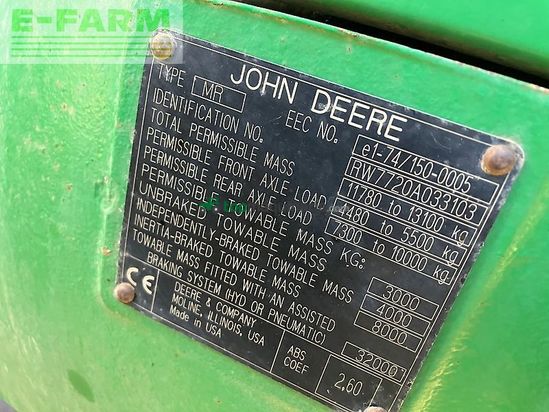 E-FARM
JOHN DEERE
TYPE MR EEC NO. e1-74/150-0005
IDENTIFICATION NO. RW7720A033103
TOTAL PERMISSIBLE MASS 11780 to 13100 kg
PERMISSIBLE FRONT AXLE LOAD 4480 to 5500 kg
PERMISSIBLE REAR AXLE LOAD 7300 to 10000 kg
PERMISSIBLE TOWABLE MASS KG:
UNBRAKED TOWABLE MASS 3000
INDEPENDENTLY-BRAKED TOWABLE MASS 4000
INERTIA-BRAKED TOWABLE MASS 8000
TOWABLE MASS FITTED WITH AN ASSISTED
BRAKING SYSTEM (HYD OR PNEUMATIC) 32000
CE
DEERE & COMPANY
MOLINE, ILLINOIS, USA
Made in USA
ABS
COEF 2,60